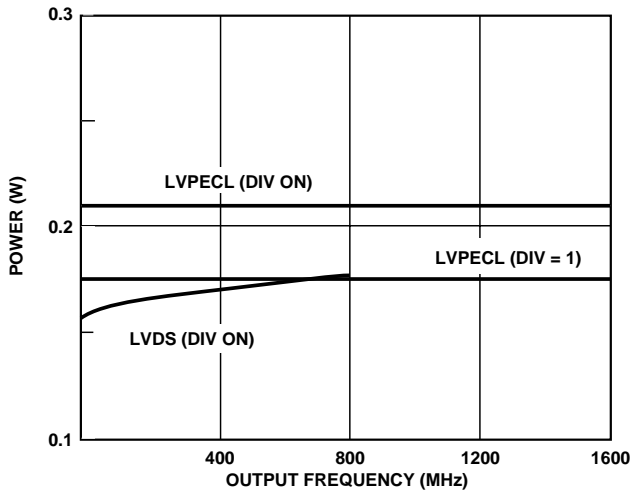 0.3
LVPECL (DIV ON)
POWER (W)
0.2
LVPECL (DIV = 1)
LVDS (DIV ON)
0.1
400 800 1200 1600
OUTPUT FREQUENCY (MHz)